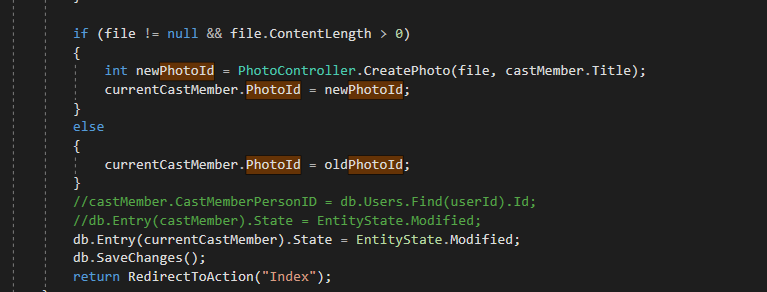 if (file != null && file.ContentLength > 0)
{
int newPhotoId = PhotoController.CreatePhoto(file, castMember.Title);
currentCastMember.PhotoId = newPhotoId;
}
else
{
currentCastMember.PhotoId = oldPhotoId;
}
//castMember.CastMemberPersonID = db.Users.Find(userId).Id;
//db.Entry(castMember).State = EntityState.Modified;
db.Entry(currentCastMember).State = EntityState.Modified;
db.SaveChanges();
return RedirectToAction("Index");